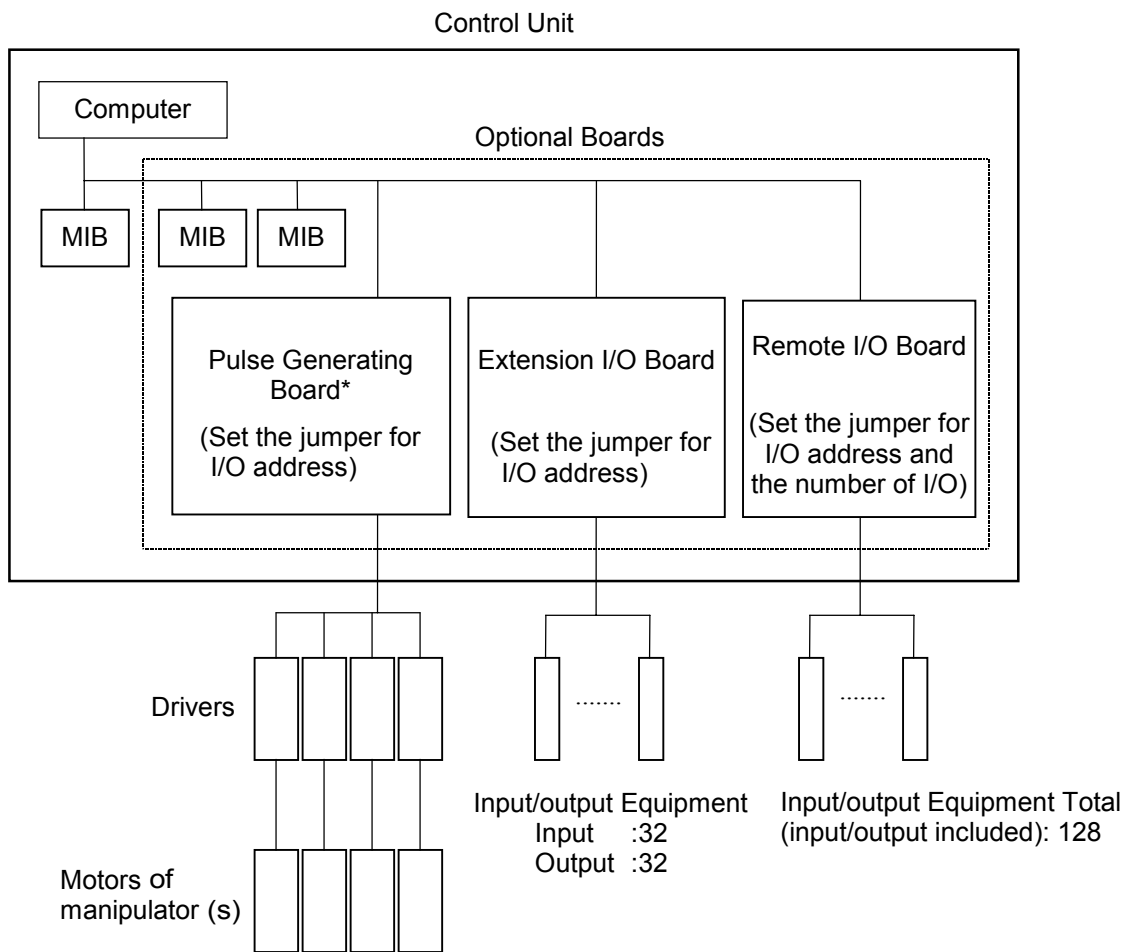 Control Unit
Computer
Optional Boards
MIB
MIB
MIB
Pulse Generating
Board*
(Set the jumper for
I/O address)
Extension I/O Board
(Set the jumper for
I/O address)
Remote I/O Board
(Set the jumper for
I/O address and
the number of I/O)
Drivers
.......
.......
Input/output Equipment
Input :32
Output :32
Input/output Equipment Total
(input/output included): 128
Motors of
manipulator (s)